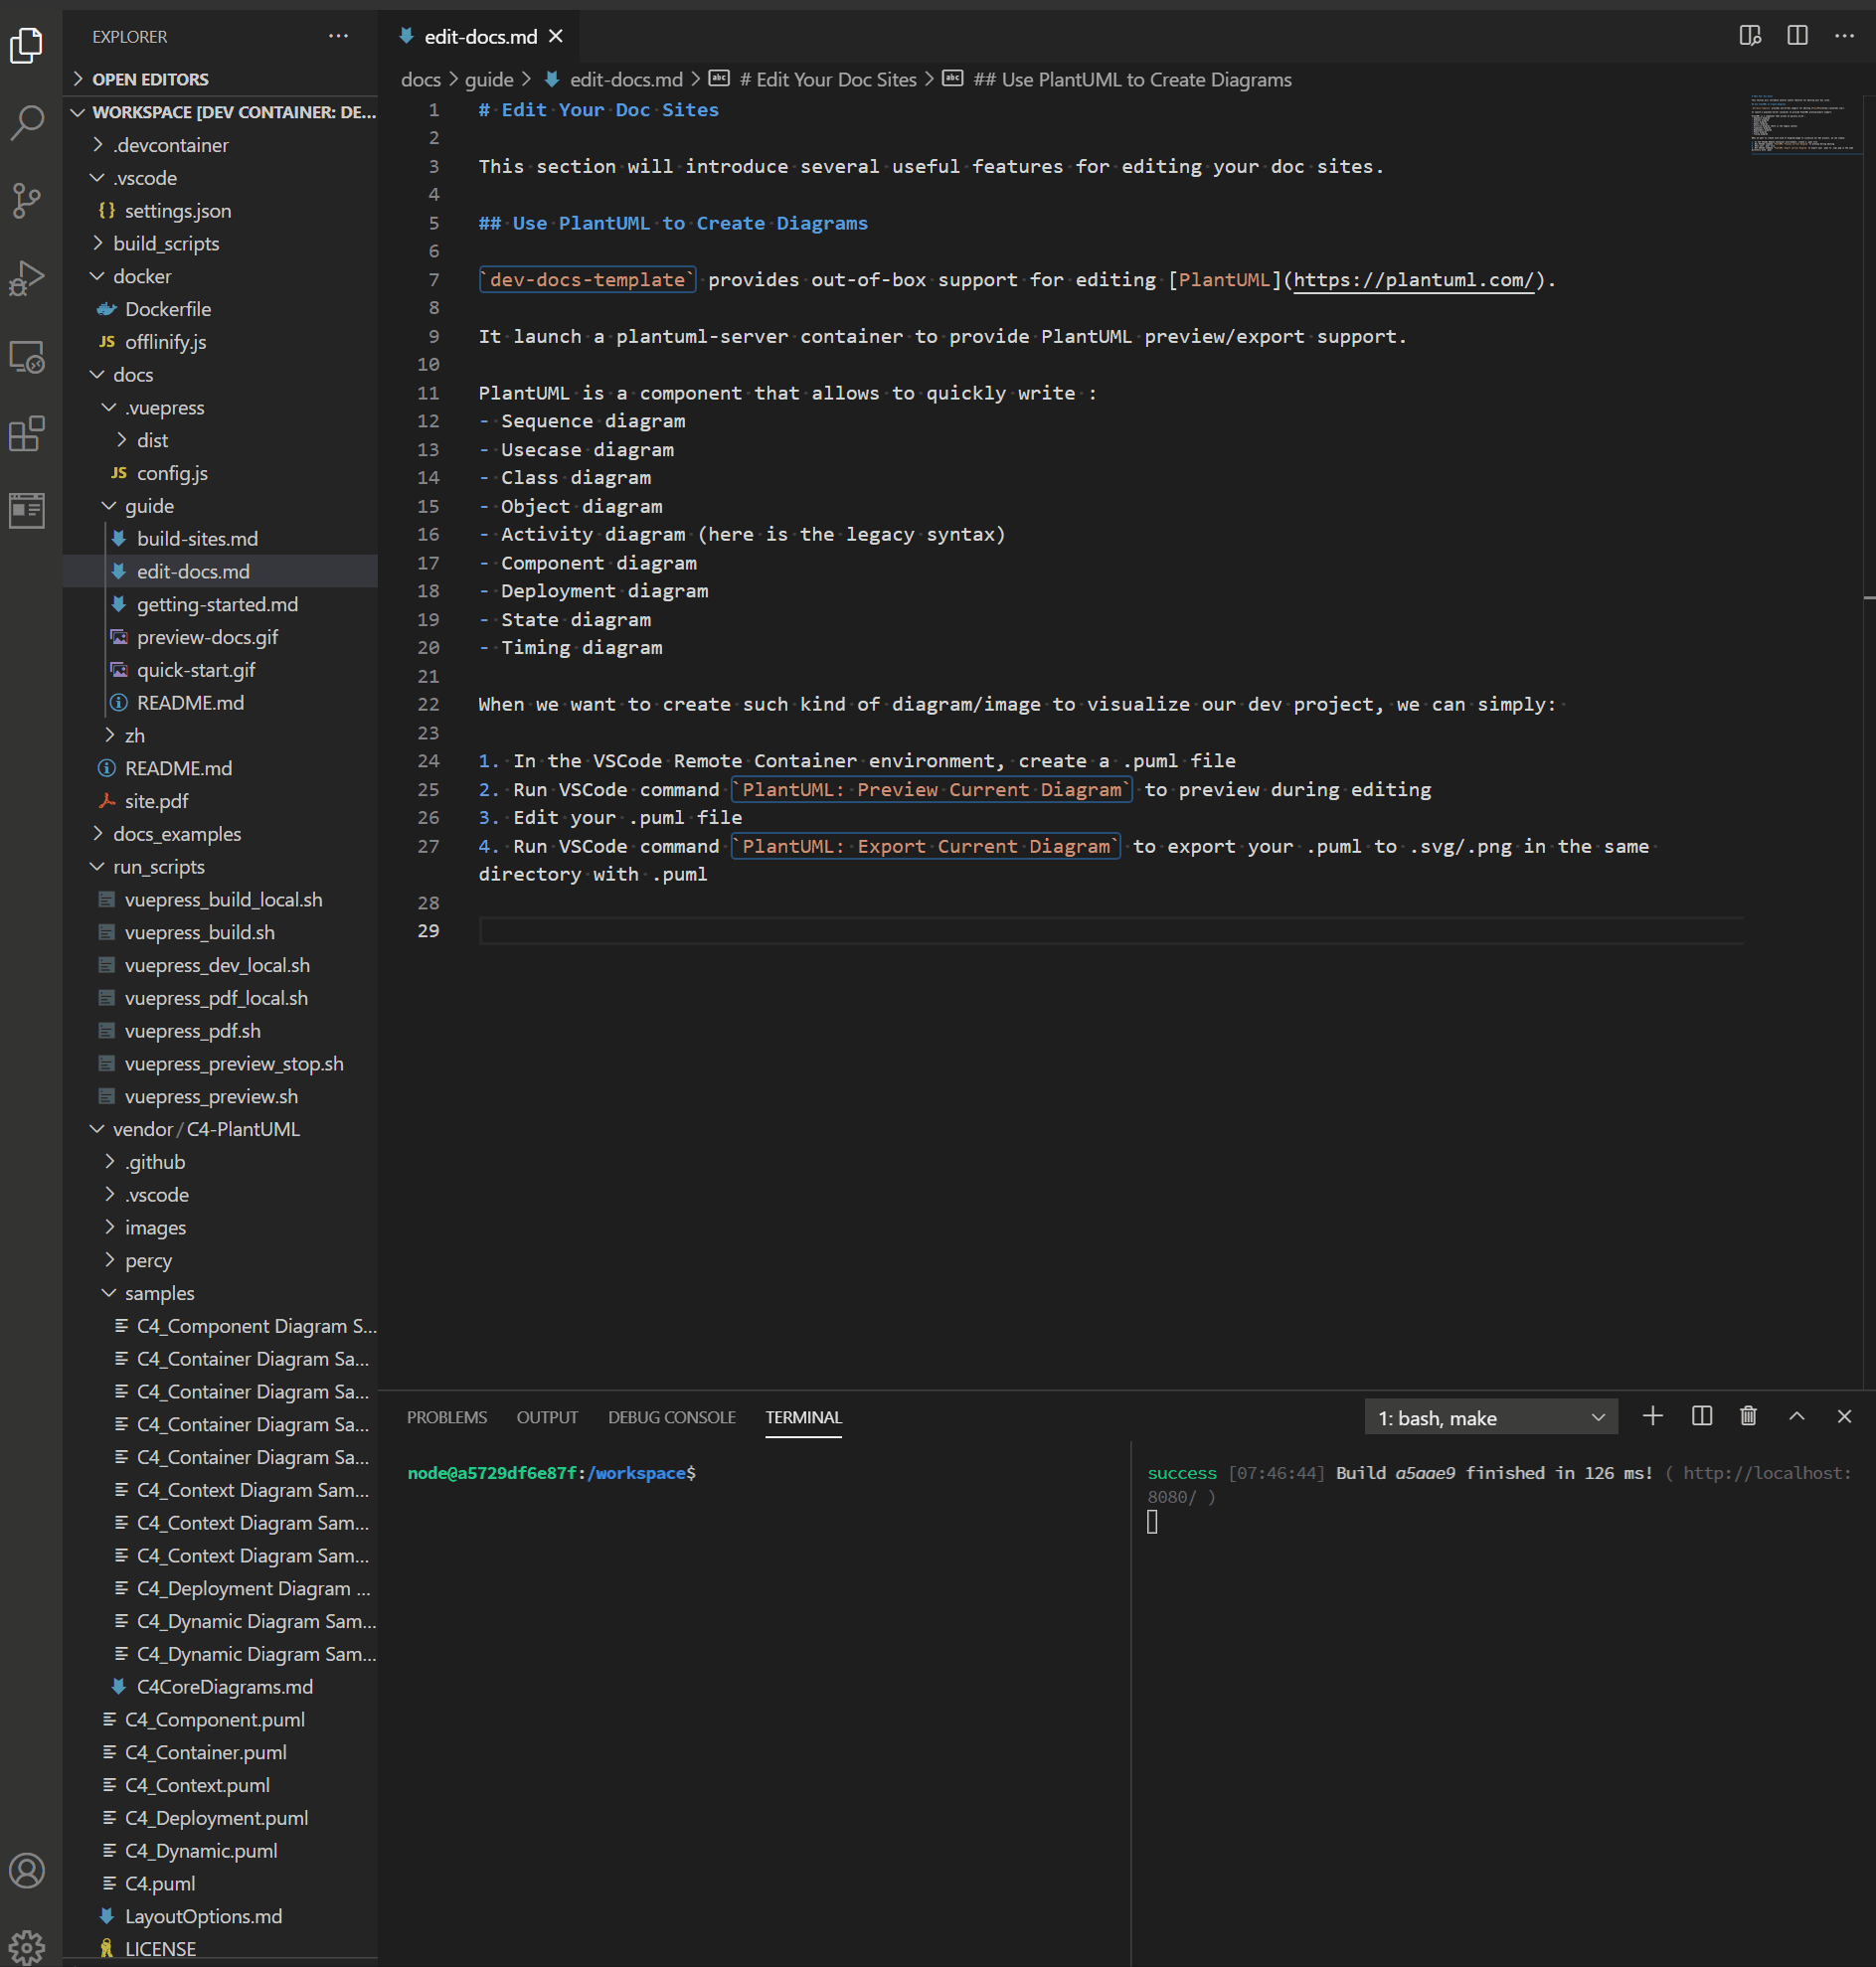 EXPLORER
OPEN EDITORS
WORKSPACE [DEV CONTAINER: DE...
.devcontainer
.vscode
{} settings.json
build_scripts
docker
Dockerfile
JS offlinify.js
docs
.vuepress
dist
JS config.js
guide
build-sites.md
edit-docs.md
getting-started.md
preview-docs.gif
quick-start.gif
README.md
zh
README.md
site.pdf
docs_examples
run_scripts
vuepress_build_local.sh
vuepress_build.sh
vuepress_dev_local.sh
vuepress_pdf_local.sh
vuepress_pdf.sh
vuepress_preview_stop.sh
vuepress_preview.sh
vendor / C4-PlantUML
.github
.vscode
images
percy
samples
C4_Component Diagram S...
C4_Container Diagram Sa...
C4_Container Diagram Sa...
C4_Container Diagram Sa...
C4_Container Diagram Sa...
C4_Context Diagram Sam...
C4_Context Diagram Sam...
C4_Context Diagram Sam...
C4_Deployment Diagram ...
C4_Dynamic Diagram Sam...
C4_Dynamic Diagram Sam...
C4CoreDiagrams.md
C4_Component.puml
C4_Container.puml
C4_Context.puml
C4_Deployment.puml
C4_Dynamic.puml
C4.puml
LayoutOptions.md
LICENSE
edit-docs.md
docs > guide > edit-docs.md > abc # Edit Your Doc Sites > abc ## Use PlantUML to Create Diagrams
1 # Edit Your Doc Sites
2
3 This section will introduce several useful features for editing your doc sites.
4
5 ## Use PlantUML to Create Diagrams
6
7 `dev-docs-template` provides out-of-box support for editing [PlantUML](https://plantuml.com/).
8
9 It launch a plantuml-server container to provide PlantUML preview/export support.
10
11 PlantUML is a component that allows to quickly write :
12 - Sequence diagram
13 - Usecase diagram
14 - Class diagram
15 - Object diagram
16 - Activity diagram (here is the legacy syntax)
17 - Component diagram
18 - Deployment diagram
19 - State diagram
20 - Timing diagram
21
22 When we want to create such kind of diagram/image to visualize our dev project, we can simply:
23
24 1. In the VSCode Remote Container environment, create a .puml file
25 2. Run VSCode command `PlantUML: Preview Current Diagram` to preview during editing
26 3. Edit your .puml file
27 4. Run VSCode command `PlantUML: Export Current Diagram` to export your .puml to .svg/.png in the same
directory with .puml
28
29
PROBLEMS OUTPUT DEBUG CONSOLE TERMINAL
1: bash, make
node@a5729df6e87f:/workspace$
success [07:46:44] Build a5aae9 finished in 126 ms! ( http://localhost:
8080/ )